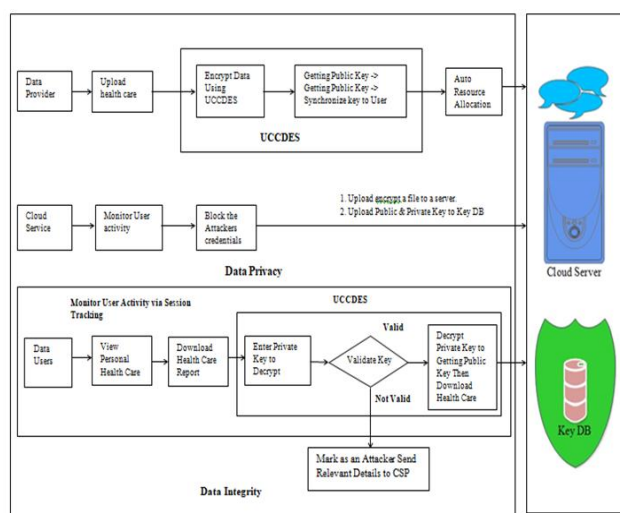 Data
Provider
Upload
health care
Encrypt Data
Using
UCCDES
Getting Public Key ->
Getting Public Key ->
Synchronize key to User
Auto
Resource
Allocation
UCCDES
1. Upload encrypt a file to a server.
2. Upload Public & Private Key to Key DB
Cloud
Service
Monitor User
activity
Block the
Attackers
credentials
Cloud Server
Data Privacy
UCCDES
Monitor User Activity via Session
Tracking
Data
Users
View
Personal
Health Care
Download
Health Care
Report
Enter Private
Key to
Decrypt
Valid
Validate Key
Not Valid
Decrypt
Private Key to
Getting Public
Key Then
Download
Health Care
Key DB
Mark as an Attacker Send
Relevant Details to CSP
Data Integrity